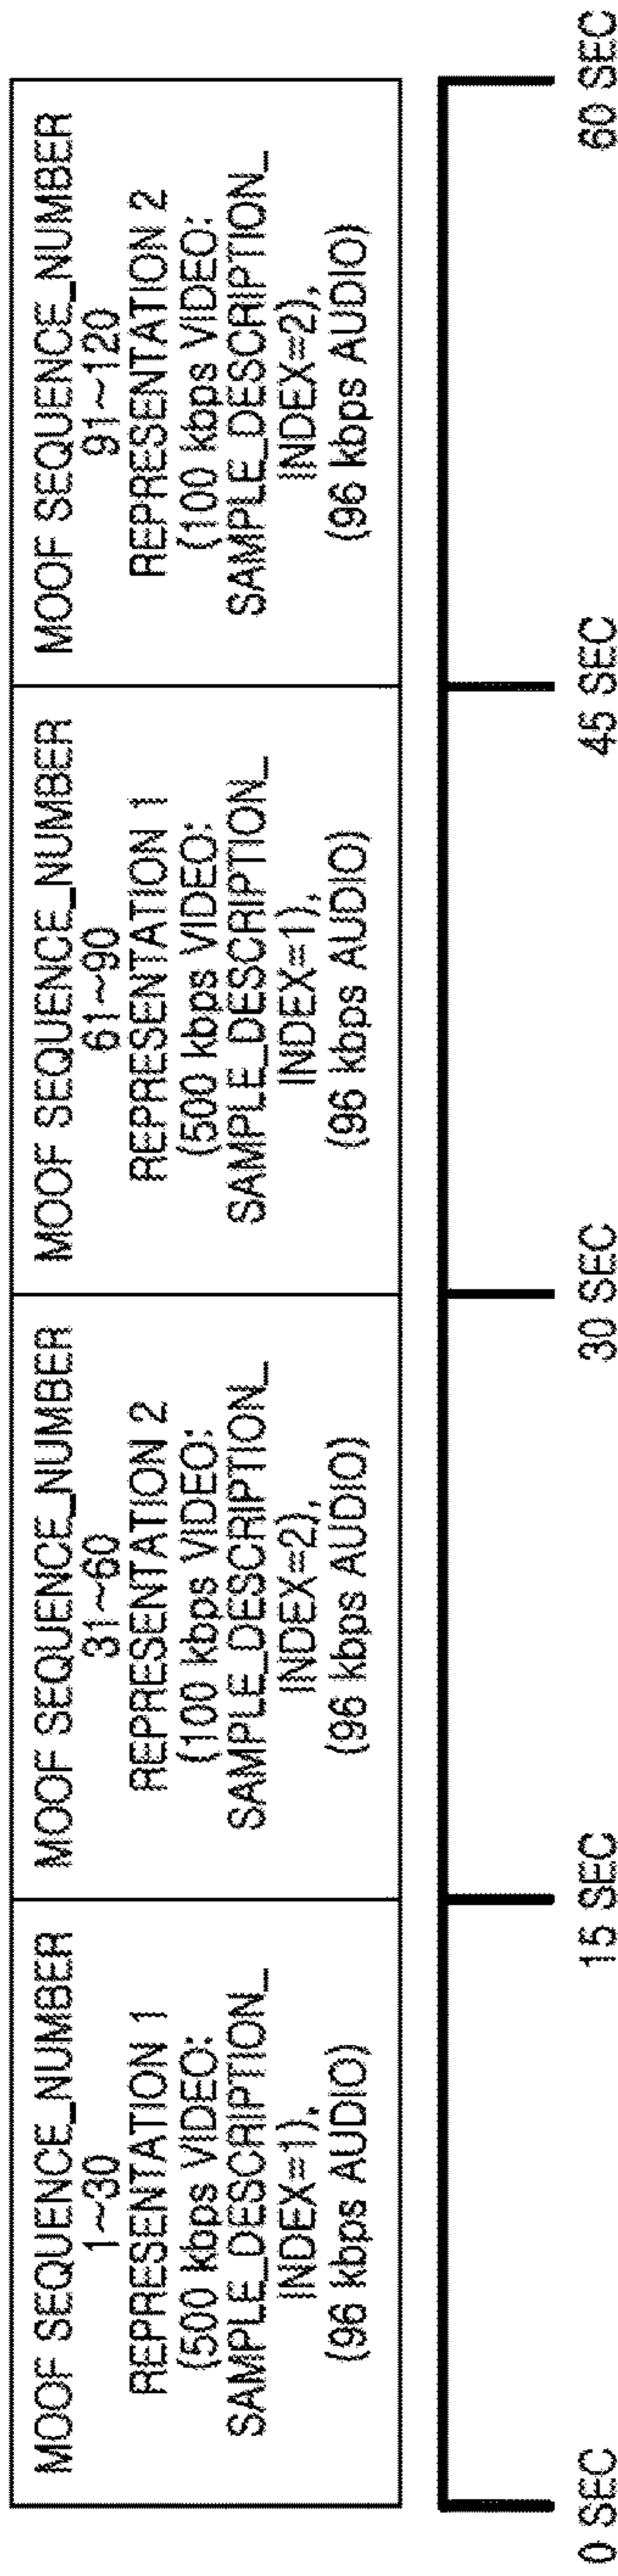 MOOF SEQUENCE_NUMBER
1~30
REPRESENTATION 1
(500 kbps VIDEO:
SAMPLE_DESCRIPTION_
INDEX=1),
(96 kbps AUDIO)
MOOF SEQUENCE_NUMBER
31~60
REPRESENTATION 2
(100 kbps VIDEO:
SAMPLE_DESCRIPTION_
INDEX=2),
(96 kbps AUDIO)
MOOF SEQUENCE_NUMBER
61~90
REPRESENTATION 1
(500 kbps VIDEO:
SAMPLE_DESCRIPTION_
INDEX=1),
(96 kbps AUDIO)
MOOF SEQUENCE_NUMBER
91~120
REPRESENTATION 2
(100 kbps VIDEO:
SAMPLE_DESCRIPTION_
INDEX=2),
(96 kbps AUDIO)
0 SEC
15 SEC
30 SEC
45 SEC
60 SEC